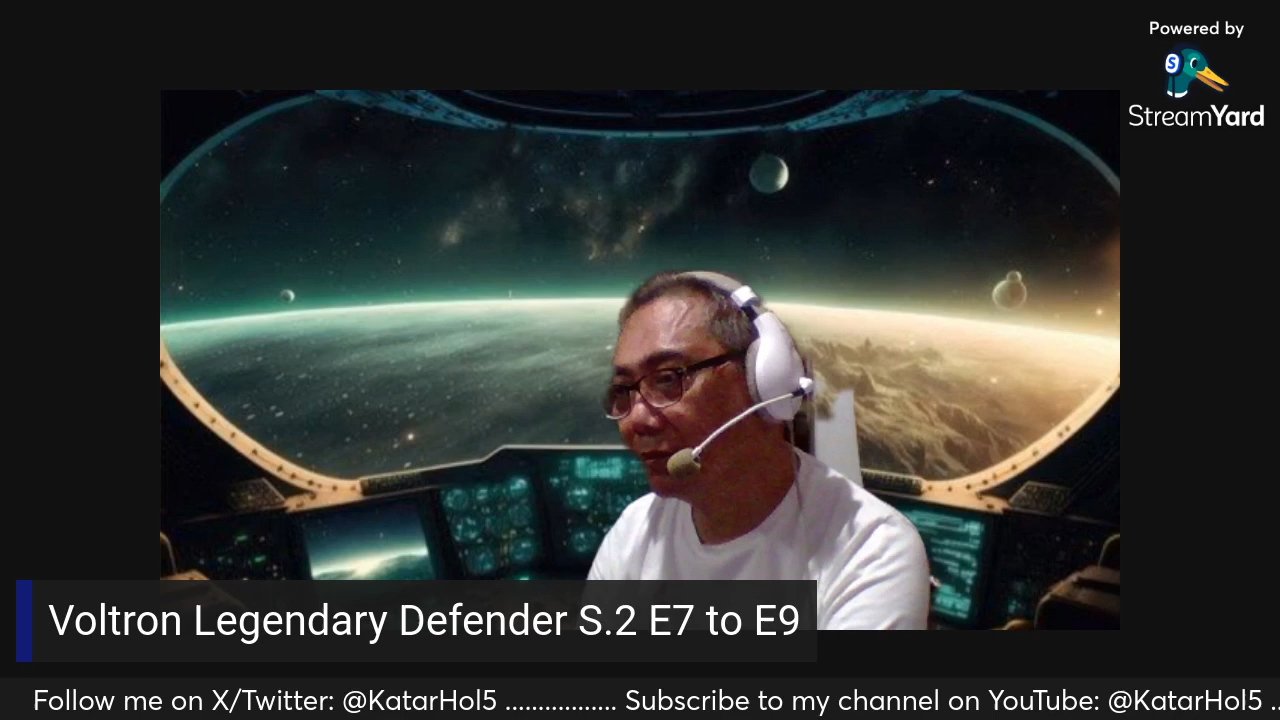 Powered by
S
StreamYard
Voltron Legendary Defender S.2 E7 to E9
Follow me on X/Twitter: @KatarHol5 ................. Subscribe to my channel on YouTube: @KatarHol5 ..